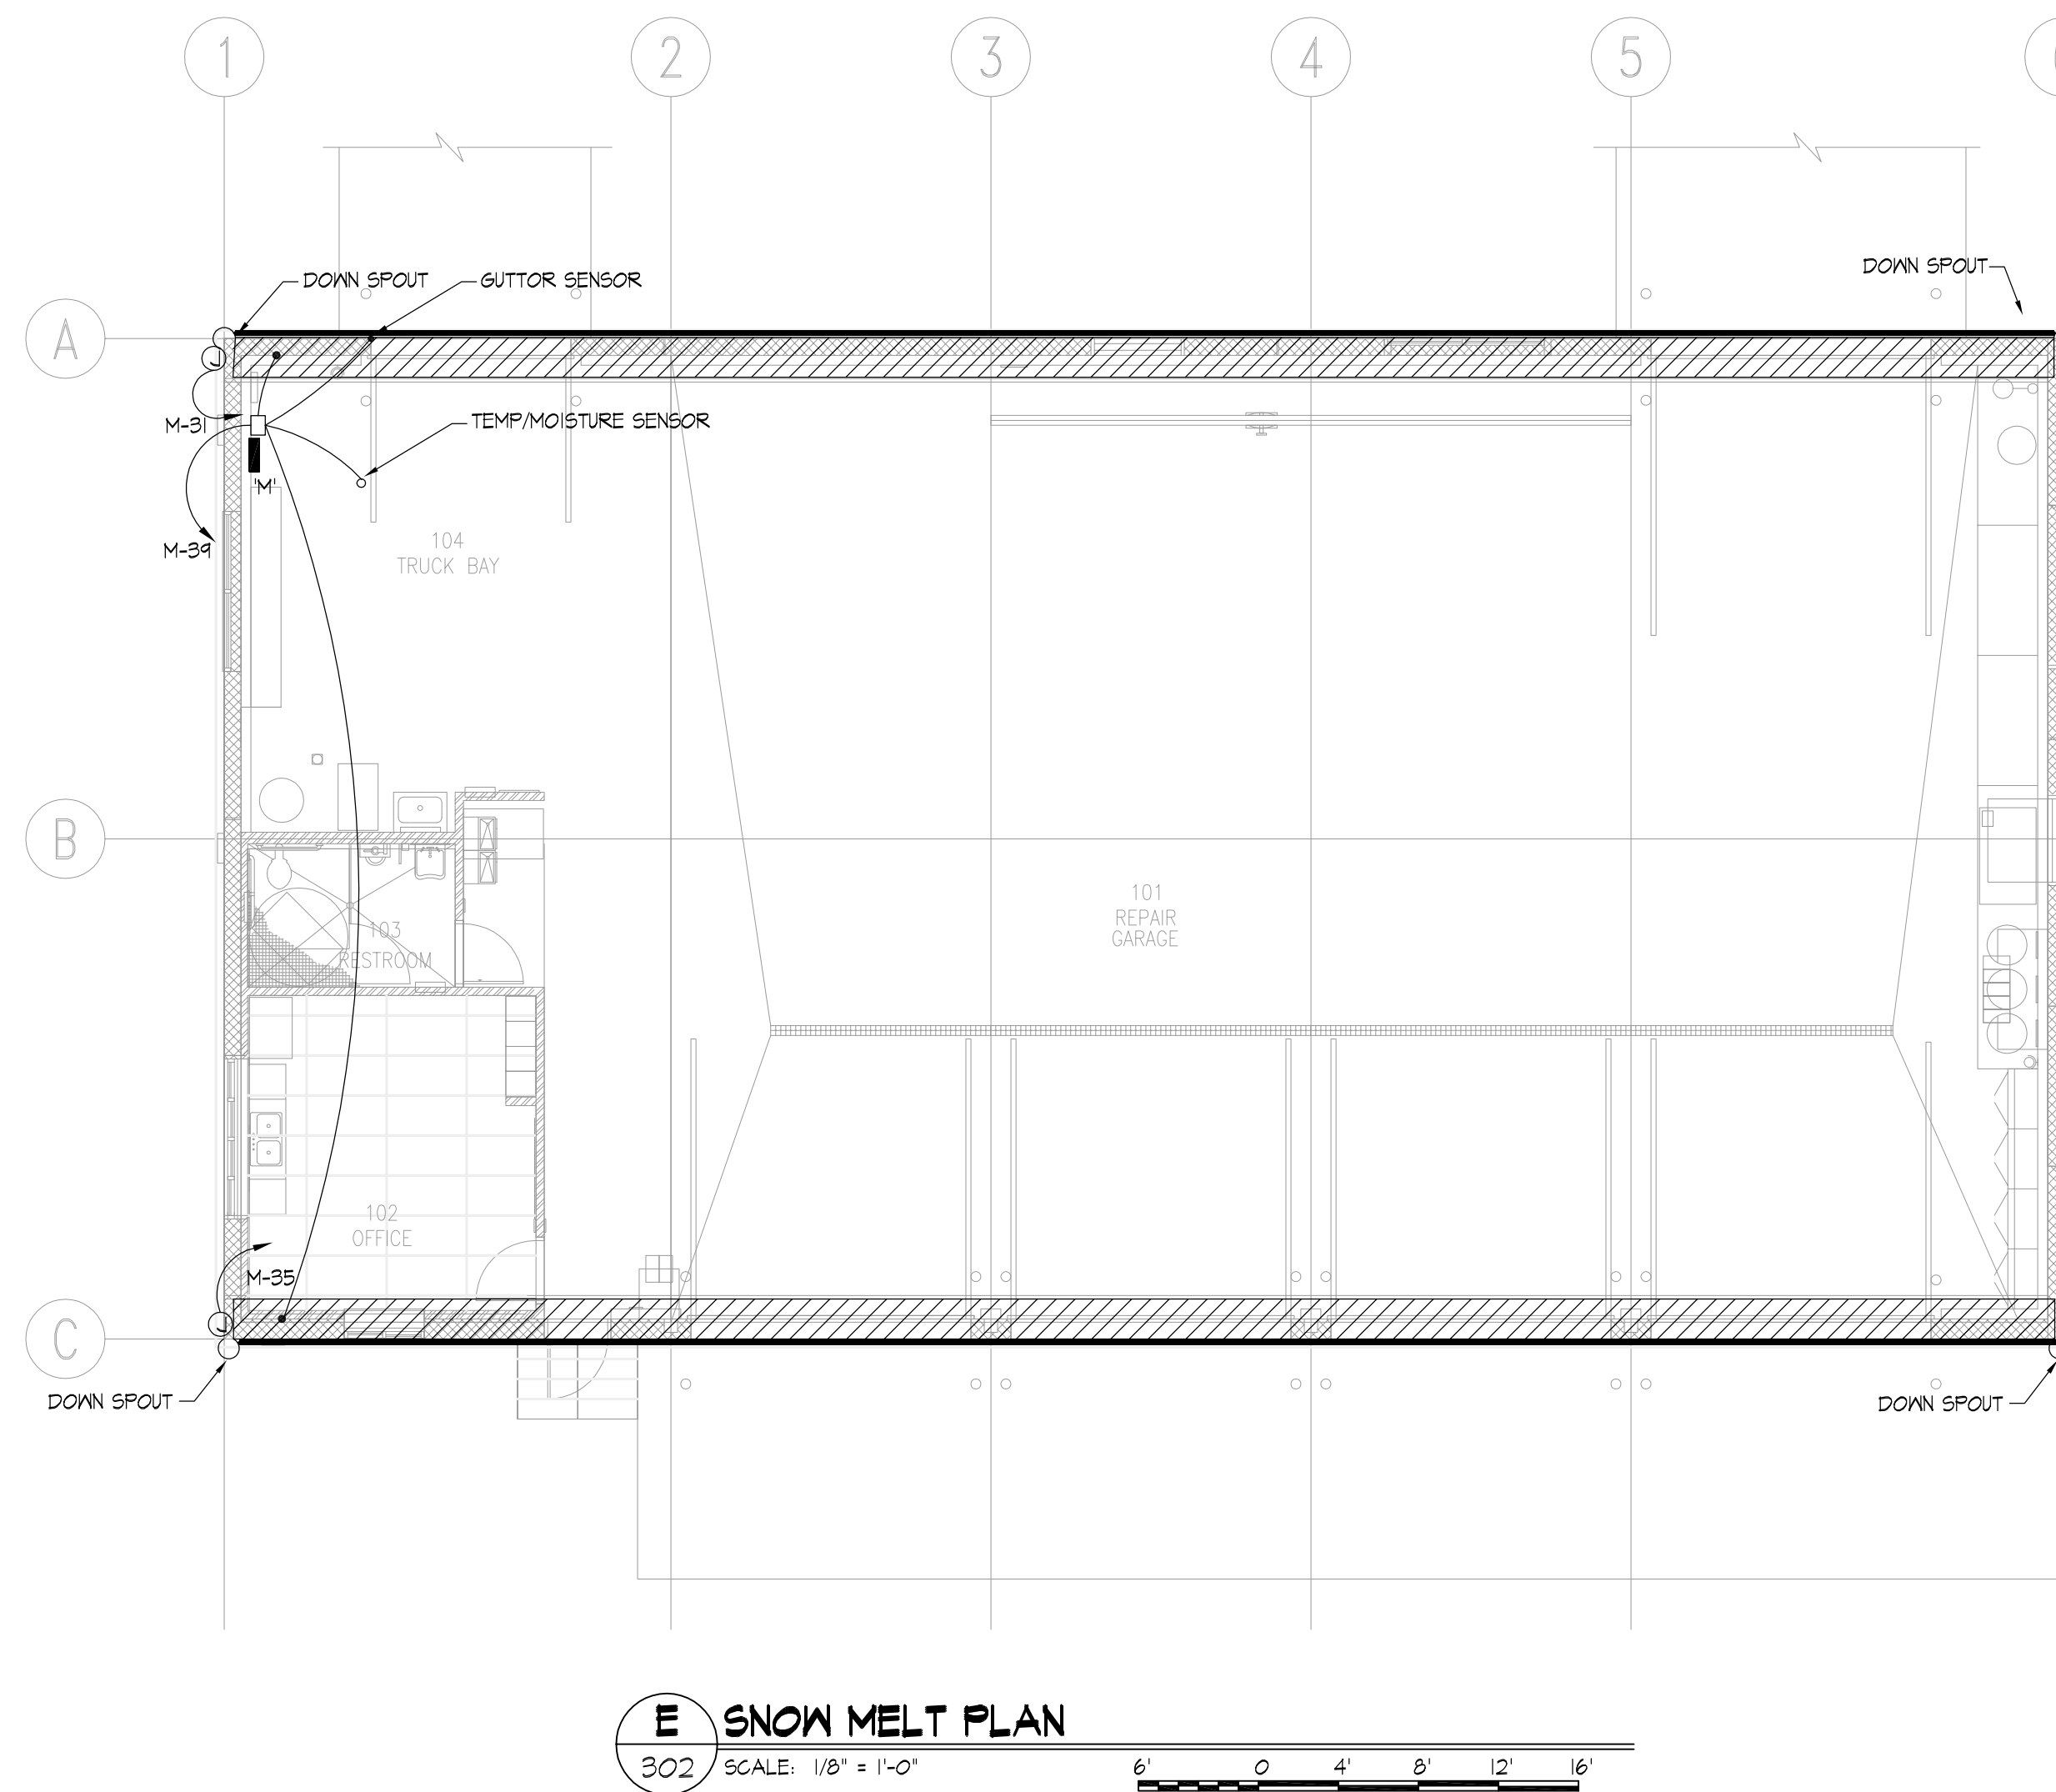 1
2
3
4
5
DOWN SPOUT
GUTTOR SENSOR
DOWN SPOUT
A
J
M-31
TEMP/MOISTURE SENSOR
'M'
M-39
104
TRUCK BAY
B
101
REPAIR
GARAGE
103
RESTROOM
102
OFFICE
M-35
J
C
DOWN SPOUT
DOWN SPOUT
E
SNOW MELT PLAN
302
SCALE: 1/8" = 1'-0"
6' 0 4' 8' 12' 16'